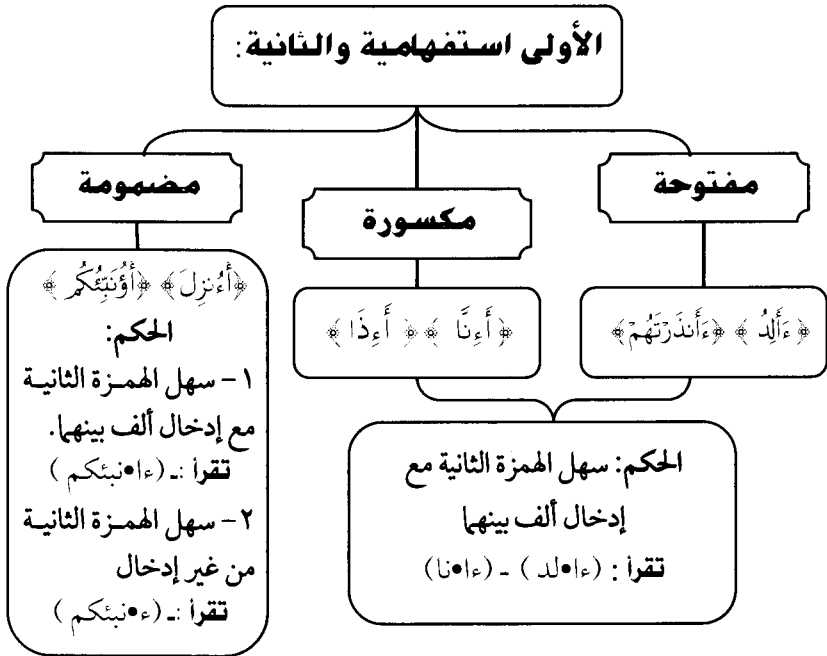 الأولى استفهامية والثانية:
مفتوحة
مكسورة
مضمومة
﴿ءَأَلِدُ﴾ ﴿ءَأَنذَرْتَهُمْ﴾
﴿أَءِنَّا﴾ ﴿أَءِذَا﴾
﴿أَءُنزِلَ﴾ ﴿أَؤُنَبِّئُكُم﴾
الحكم:
١- سهل الهمزة الثانية
مع إدخال ألف بينهما.
تقرأ :ـ (ءا•نبئكم)
٢- سهل الهمزة الثانية
من غير إدخال
تقرأ :ـ (ء•نبئكم)
الحكم: سهل الهمزة الثانية مع
إدخال ألف بينهما
تقرأ : (ءا•لد) - (ءا•نا)